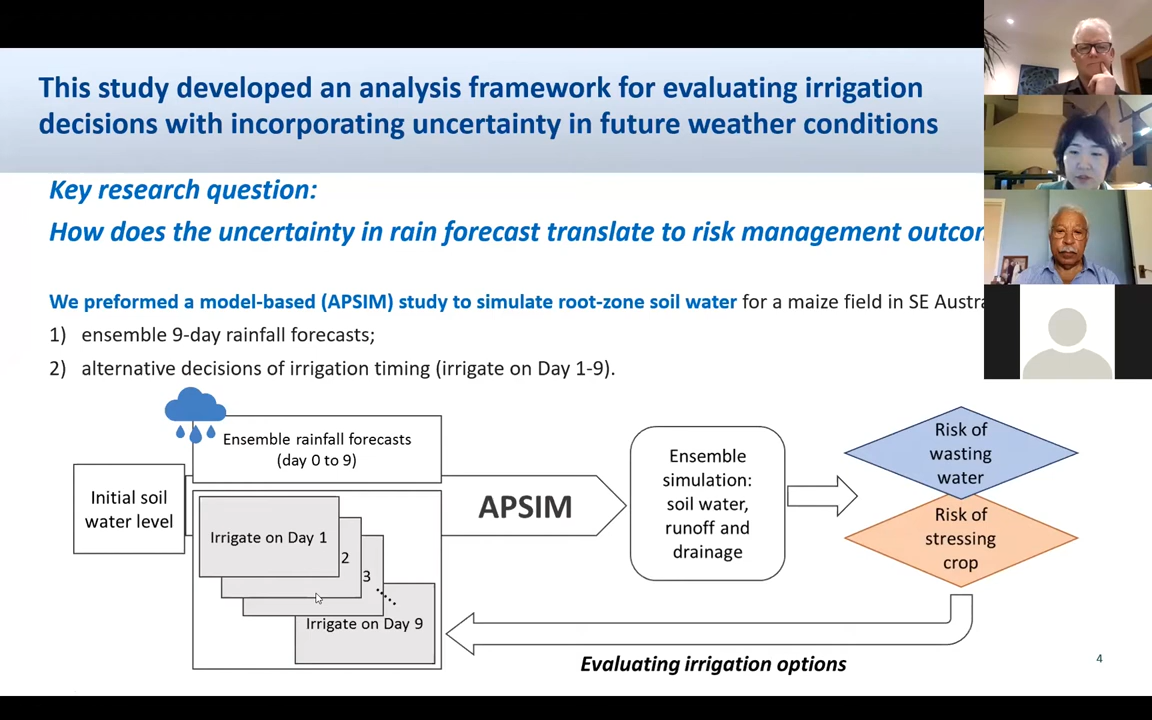 This study developed an analysis framework for evaluating irrigation
decisions with incorporating uncertainty in future weather conditions
Key research question:
How does the uncertainty in rain forecast translate to risk management
We preformed a model-based (APSIM) study to simulate root-zone soil water for a maize field in SE
1) ensemble 9-day rainfall forecasts;
2) alternative decisions of irrigation timing (irrigate on Day 1-9).
Ensemble rainfall forecasts
(day 0 to 9)
Initial soil
water level
Irrigate on Day 1
2
3
Irrigate on Day 9
APSIM
Ensemble
simulation:
soil water,
runoff and
drainage
Risk of
wasting
water
Risk of
stressing
crop
Evaluating irrigation options
4